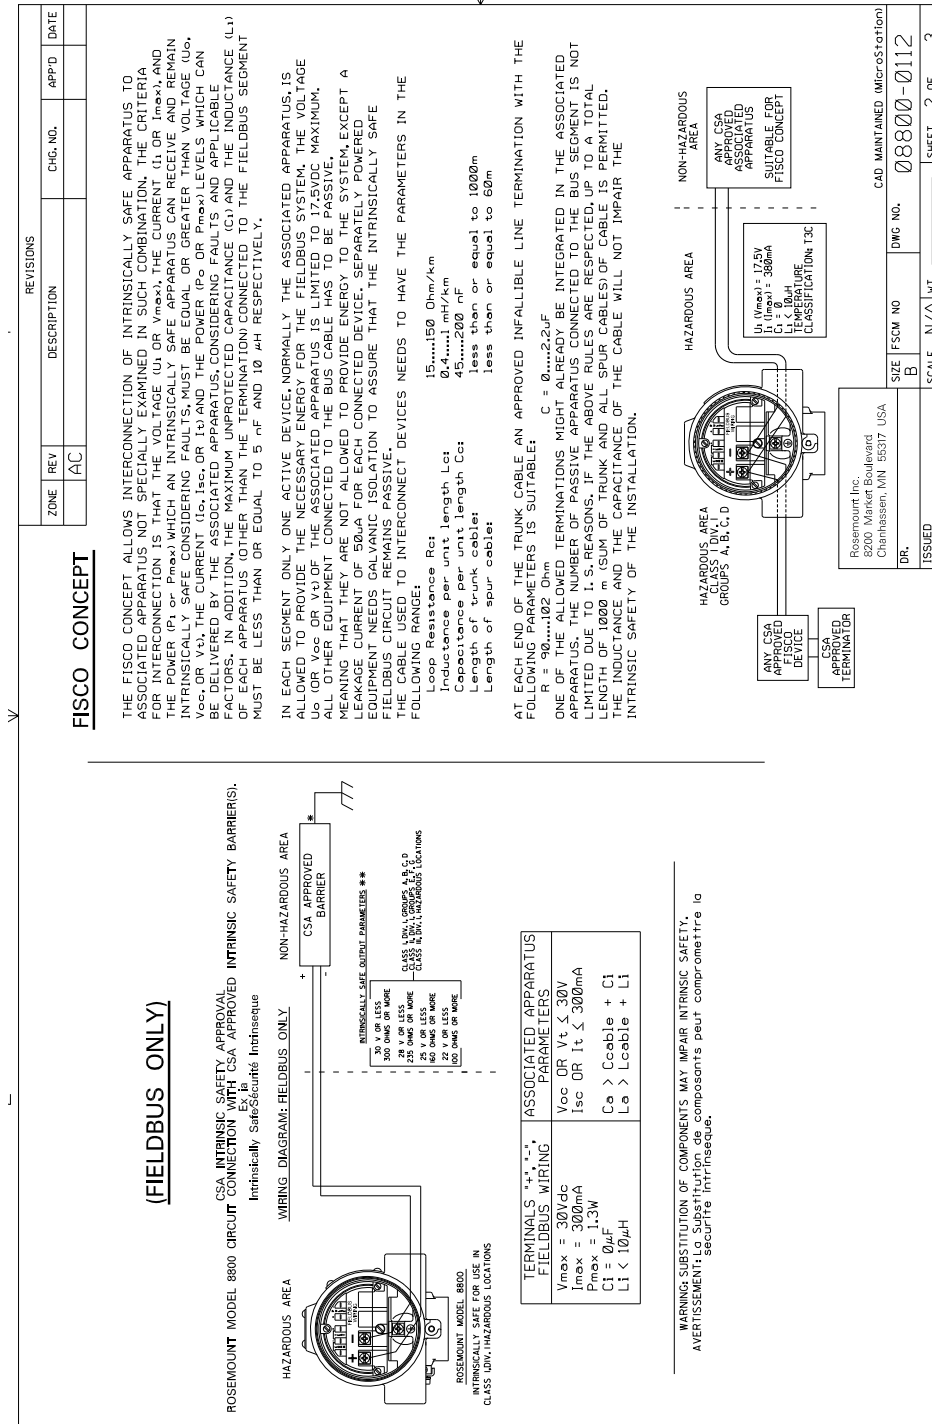 REVISIONS
ZONE REV DESCRIPTION CHG. NO. APP'D DATE
AC
(FIELDBUS ONLY)
CSA INTRINSIC SAFETY APPROVAL
ROSEMOUNT MODEL 8800 CIRCUIT CONNECTION WITH CSA APPROVED INTRINSIC SAFETY BARRIER(S).
Ex ia
Intrinsically Safe/Sécurité Intrinseque
WIRING DIAGRAM: FIELDBUS ONLY
HAZARDOUS AREA
NON-HAZARDOUS AREA
+
-
CSA APPROVED
BARRIER
*
INTRINSICALLY SAFE OUTPUT PARAMETERS **
30 V OR LESS
300 OHMS OR MORE
28 V OR LESS
235 OHMS OR MORE
25 V OR LESS
160 OHMS OR MORE
22 V OR LESS
100 OHMS OR MORE
CLASS I, DIV. I, GROUPS A, B, C, D
CLASS II, DIV. I, GROUPS E, F, G
CLASS III, DIV. I, HAZARDOUS LOCATIONS
ROSEMOUNT MODEL 8800
INTRINSICALLY SAFE FOR USE IN
CLASS I,DIV. I HAZARDOUS LOCATIONS
TERMINALS "+","-",
FIELDBUS WIRING
ASSOCIATED APPARATUS
PARAMETERS
Vmax = 30Vdc
Imax = 300mA
Pmax = 1.3W
Ci = 0µF
Li < 10µH
Voc OR Vt ≤ 30V
Isc OR It ≤ 300mA
Ca > Ccable + Ci
La > Lcable + Li
WARNING: SUBSTITUTION OF COMPONENTS MAY IMPAIR INTRINSIC SAFETY.
AVERTISSEMENT: La Substitution de composants peut compromettre la
securite intrinseque.
FISCO CONCEPT
THE FISCO CONCEPT ALLOWS INTERCONNECTION OF INTRINSICALLY SAFE APPARATUS TO
ASSOCIATED APPARATUS NOT SPECIALLY EXAMINED IN SUCH COMBINATION. THE CRITERIA
FOR INTERCONNECTION IS THAT THE VOLTAGE (Ui OR Vmax), THE CURRENT (Ii OR Imax), AND
THE POWER (Pi or Pmax) WHICH AN INTRINSICALLY SAFE APPARATUS CAN RECEIVE AND REMAIN
INTRINSICALLY SAFE CONSIDERING FAULTS, MUST BE EQUAL OR GREATER THAN VOLTAGE (Uo,
Voc, OR Vt), THE CURRENT (Io, Isc, OR It) AND THE POWER (Po OR Pmax) LEVELS WHICH CAN
BE DELIVERED BY THE ASSOCIATED APPARATUS, CONSIDERING FAULTS AND APPLICABLE
FACTORS. IN ADDITION, THE MAXIMUM UNPROTECTED CAPACITANCE (Ci) AND THE INDUCTANCE (Li)
OF EACH APPARATUS (OTHER THAN THE TERMINATION) CONNECTED TO THE FIELDBUS SEGMENT
MUST BE LESS THAN OR EQUAL TO 5 nF AND 10 µH RESPECTIVELY.
IN EACH SEGMENT ONLY ONE ACTIVE DEVICE, NORMALLY THE ASSOCIATED APPARATUS, IS
ALLOWED TO PROVIDE THE NECESSARY ENERGY FOR THE FIELDBUS SYSTEM. THE VOLTAGE
Uo (OR Voc OR Vt) OF THE ASSOCIATED APPARATUS IS LIMITED TO 17.5VDC MAXIMUM.
ALL OTHER EQUIPMENT CONNECTED TO THE BUS CABLE HAS TO BE PASSIVE,
MEANING THAT THEY ARE NOT ALLOWED TO PROVIDE ENERGY TO THE SYSTEM, EXCEPT A
LEAKAGE CURRENT OF 50uA FOR EACH CONNECTED DEVICE. SEPARATELY POWERED
EQUIPMENT NEEDS GALVANIC ISOLATION TO ASSURE THAT THE INTRINSICALLY SAFE
FIELDBUS CIRCUIT REMAINS PASSIVE.
THE CABLE USED TO INTERCONNECT DEVICES NEEDS TO HAVE THE PARAMETERS IN THE
FOLLOWING RANGE:
Loop Resistance Rc: 15.....150 Ohm/km
Inductance per unit length Lc: 0.4.....1 mH/km
Capacitance per unit length Cc: 45.....200 nF
Length of trunk cable: less than or equal to 1000m
Length of spur cable: less than or equal to 60m
AT EACH END OF THE TRUNK CABLE AN APPROVED INFALLIBLE LINE TERMINATION WITH THE
FOLLOWING PARAMETERS IS SUITABLE:
R = 90.....102 Ohm C = 0.....2.2uF
ONE OF THE ALLOWED TERMINATIONS MIGHT ALREADY BE INTEGRATED IN THE ASSOCIATED
APPARATUS. THE NUMBER OF PASSIVE APPARATUS CONNECTED TO THE BUS SEGMENT IS NOT
LIMITED DUE TO I. S. REASONS. IF THE ABOVE RULES ARE RESPECTED, UP TO A TOTAL
LENGTH OF 1000 m (SUM OF TRUNK AND ALL SPUR CABLES) OF CABLE IS PERMITTED.
THE INDUCTANCE AND THE CAPACITANCE OF THE CABLE WILL NOT IMPAIR THE
INTRINSIC SAFETY OF THE INSTALLATION.
HAZARDOUS AREA
NON-HAZARDOUS
AREA
HAZARDOUS AREA
CLASS I, DIV. I
GROUPS A, B, C, D
ANY CSA
APPROVED
FISCO
DEVICE
CSA
APPROVED
TERMINATOR
Ui (Vmax) = 17.5V
Ii (Imax) = 380mA
Ci = 0
Li < 10µH
TEMPERATURE
CLASSIFICATION: T3C
ANY CSA
APPROVED
ASSOCIATED
APPARATUS
SUITABLE FOR
FISCO CONCEPT
Rosemount Inc.
8200 Market Boulevard
Chanhassen, MN 55317 USA
CAD MAINTAINED (MicroStation)
DR.
SIZE B
FSCM NO
DWG NO. 08800-0112
ISSUED
SCALE N/A
WT.
SHEET 2 OF 3